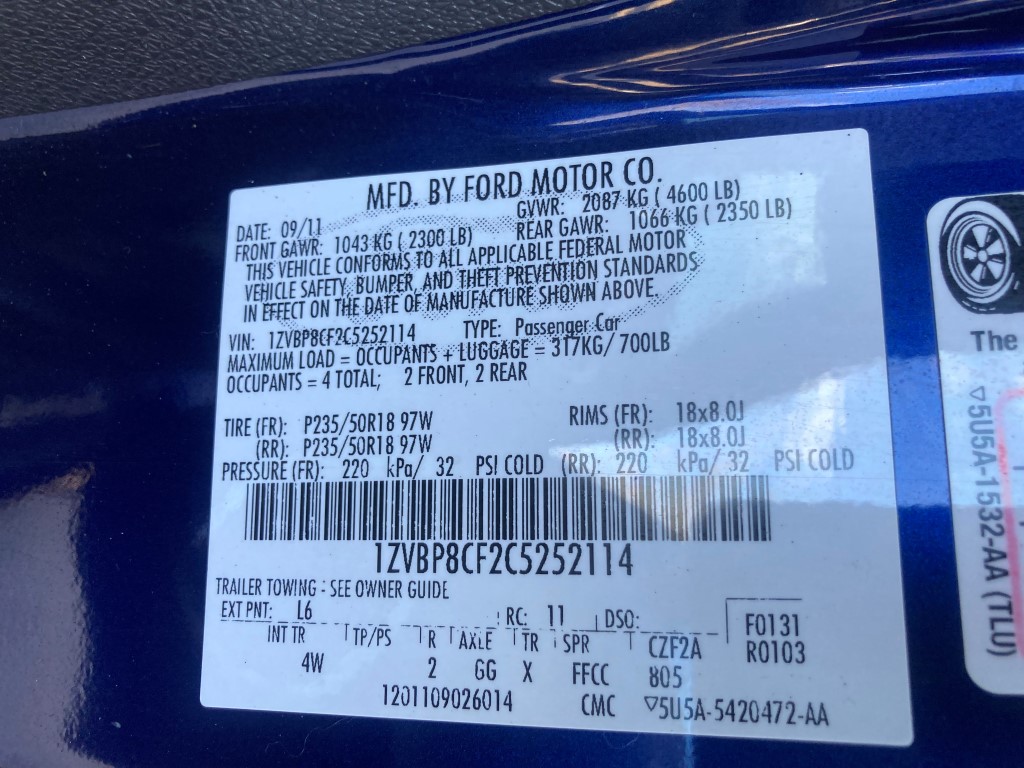 MFD. BY FORD MOTOR CO.
DATE: 09/11 GVWR: 2087 KG ( 4600 LB)
FRONT GAWR: 1043 KG ( 2300 LB) REAR GAWR: 1066 KG ( 2350 LB)
THIS VEHICLE CONFORMS TO ALL APPLICABLE FEDERAL MOTOR
VEHICLE SAFETY, BUMPER, AND THEFT PREVENTION STANDARDS
IN EFFECT ON THE DATE OF MANUFACTURE SHOWN ABOVE.
VIN: 1ZVBP8CF2C5252114 TYPE: Passenger Car
MAXIMUM LOAD = OCCUPANTS + LUGGAGE = 317KG/ 700LB
OCCUPANTS = 4 TOTAL; 2 FRONT, 2 REAR
TIRE (FR): P235/50R18 97W RIMS (FR): 18x8.0J
(RR): P235/50R18 97W (RR): 18x8.0J
PRESSURE (FR): 220 kPa/ 32 PSI COLD (RR): 220 kPa/ 32 PSI COLD
1ZVBP8CF2C5252114
TRAILER TOWING - SEE OWNER GUIDE
EXT PNT: L6 RC: 11 DSO: F0131
INT TR TP/PS R AXLE TR SPR CZF2A R0103
4W 2 GG X FFCC 805
1201109026014 CMC ▽5U5A-5420472-AA
The
▽5U5A-1532-AA (TLU)